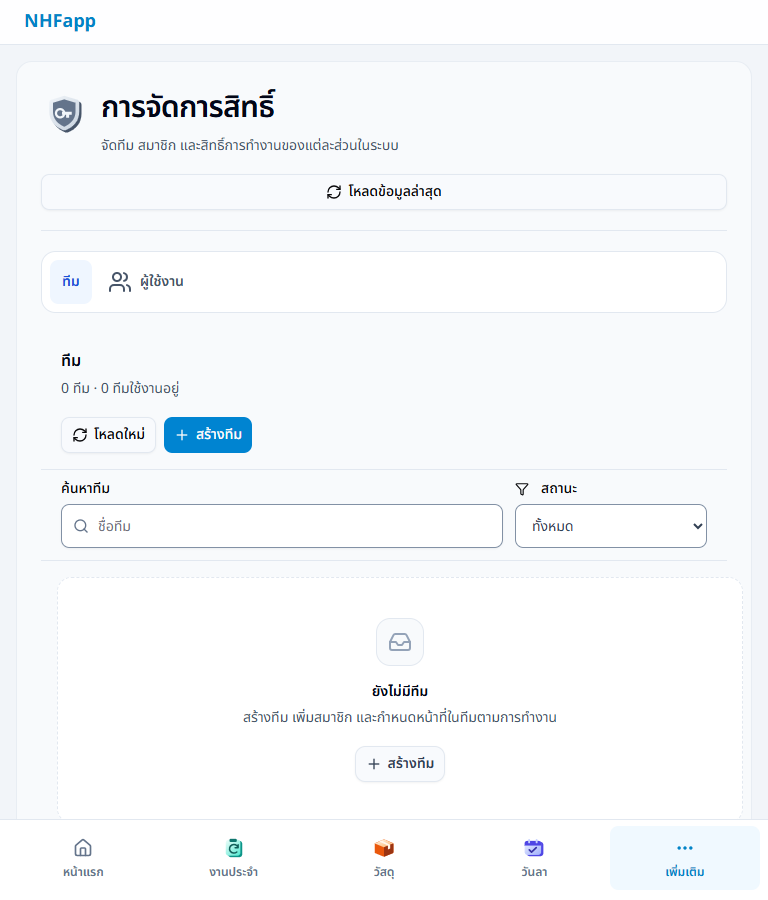 NHFapp
การจัดการสิทธิ์
จัดทีม สมาชิก และสิทธิ์การทำงานของแต่ละส่วนในระบบ
โหลดข้อมูลล่าสุด
ทีม
ผู้ใช้งาน
ทีม
0 ทีม · 0 ทีมใช้งานอยู่
โหลดใหม่
สร้างทีม
ค้นหาทีม
สถานะ
ชื่อทีม
ทั้งหมด
ยังไม่มีทีม
สร้างทีม เพิ่มสมาชิก และกำหนดหน้าที่ในทีมตามการทำงาน
สร้างทีม
หน้าแรก
งานประจำ
วัสดุ
วันลา
เพิ่มเติม